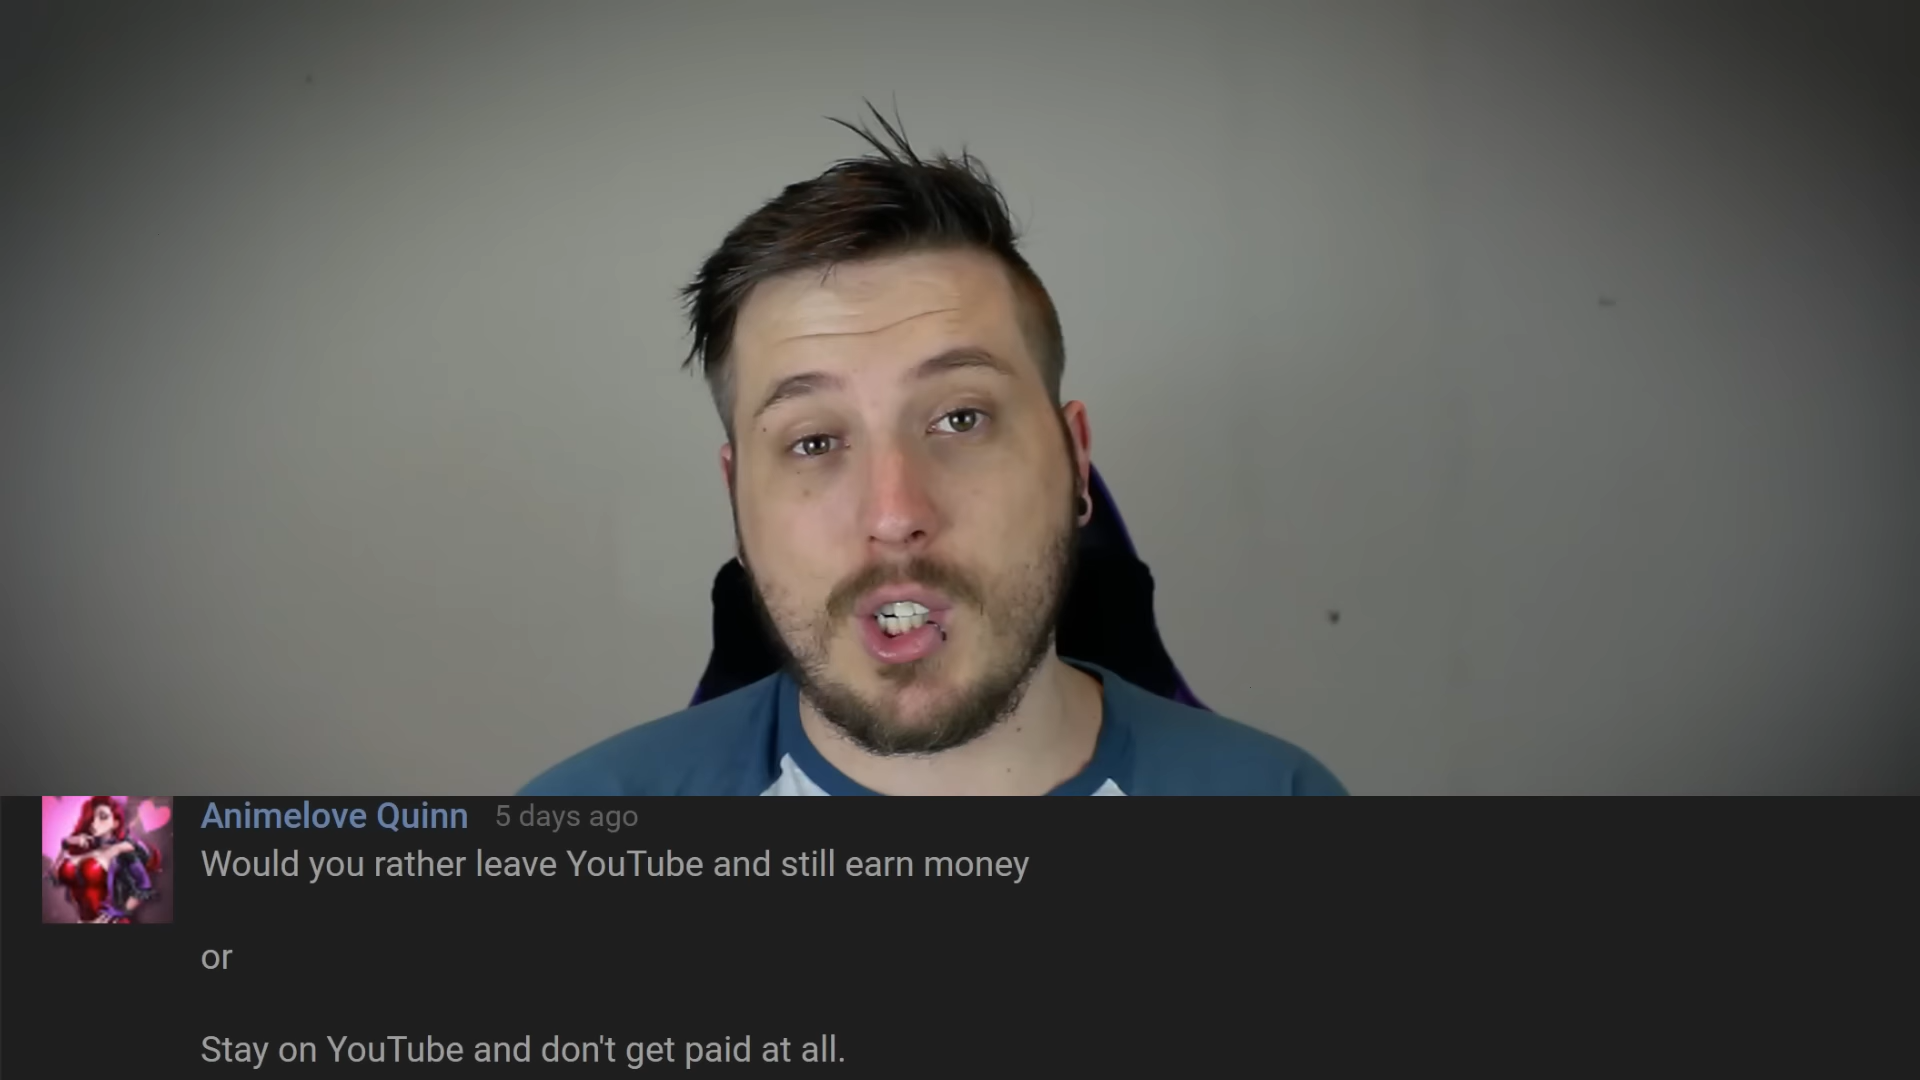 Animelove Quinn 5 days ago
Would you rather leave YouTube and still earn money
or
Stay on YouTube and don't get paid at all.